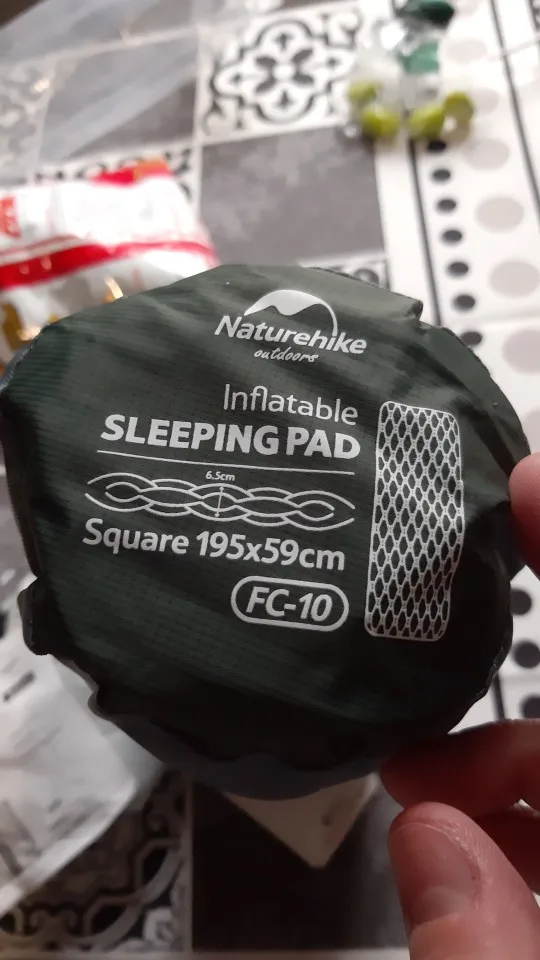 Naturehike
outdoors
Inflatable
SLEEPING PAD
6.5cm
Square 195x59cm
FC-10